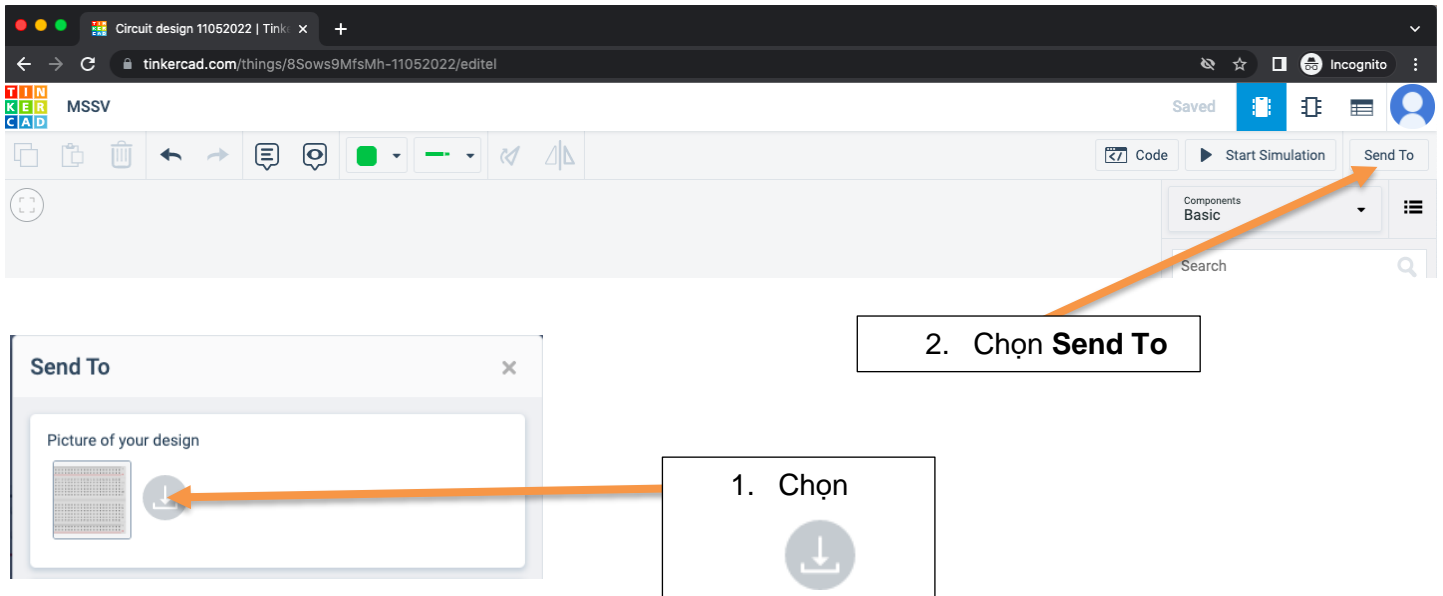 Circuit design 11052022 | Tinke
tinkercad.com/things/8Sows9MfsMh-11052022/editel
Incognito
TIN
KER
CAD
MSSV
Saved
Code
Start Simulation
Send To
Components
Basic
Search
2. Chọn Send To
Send To
Picture of your design
1. Chọn